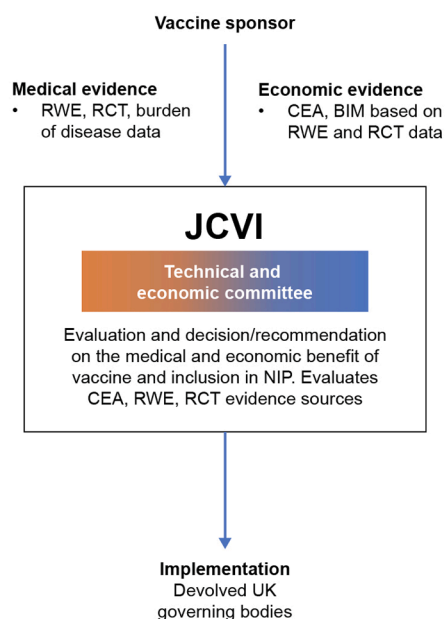 Vaccine sponsor
Medical evidence
• RWE, RCT, burden
of disease data
Economic evidence
• CEA, BIM based on
RWE and RCT data
JCVI
Technical and
economic committee
Evaluation and decision/recommendation
on the medical and economic benefit of
vaccine and inclusion in NIP. Evaluates
CEA, RWE, RCT evidence sources
Implementation
Devolved UK
governing bodies